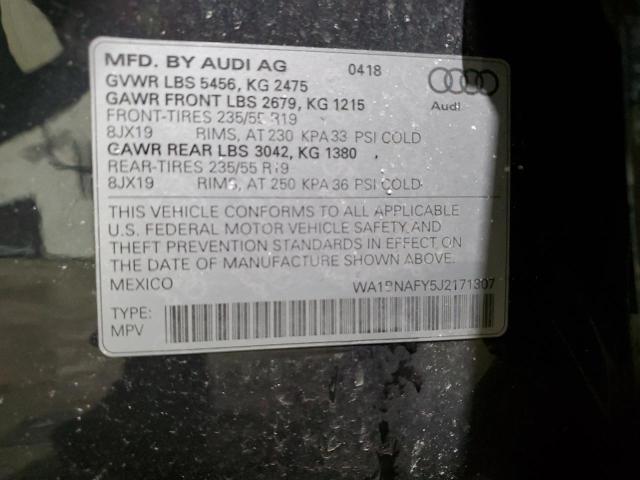 MFD. BY AUDI AG 0418
GVWR LBS 5456, KG 2475
GAWR FRONT LBS 2679, KG 1215
FRONT-TIRES 235/55 R19
8JX19 RIMS, AT 230 KPA 33 PSI COLD
GAWR REAR LBS 3042, KG 1380
REAR-TIRES 235/55 R19
8JX19 RIMS, AT 250 KPA 36 PSI COLD
Audi
THIS VEHICLE CONFORMS TO ALL APPLICABLE
U.S. FEDERAL MOTOR VEHICLE SAFETY AND
THEFT PREVENTION STANDARDS IN EFFECT ON
THE DATE OF MANUFACTURE SHOWN ABOVE.
MEXICO WA1BNAFY5J2171307
TYPE:
MPV